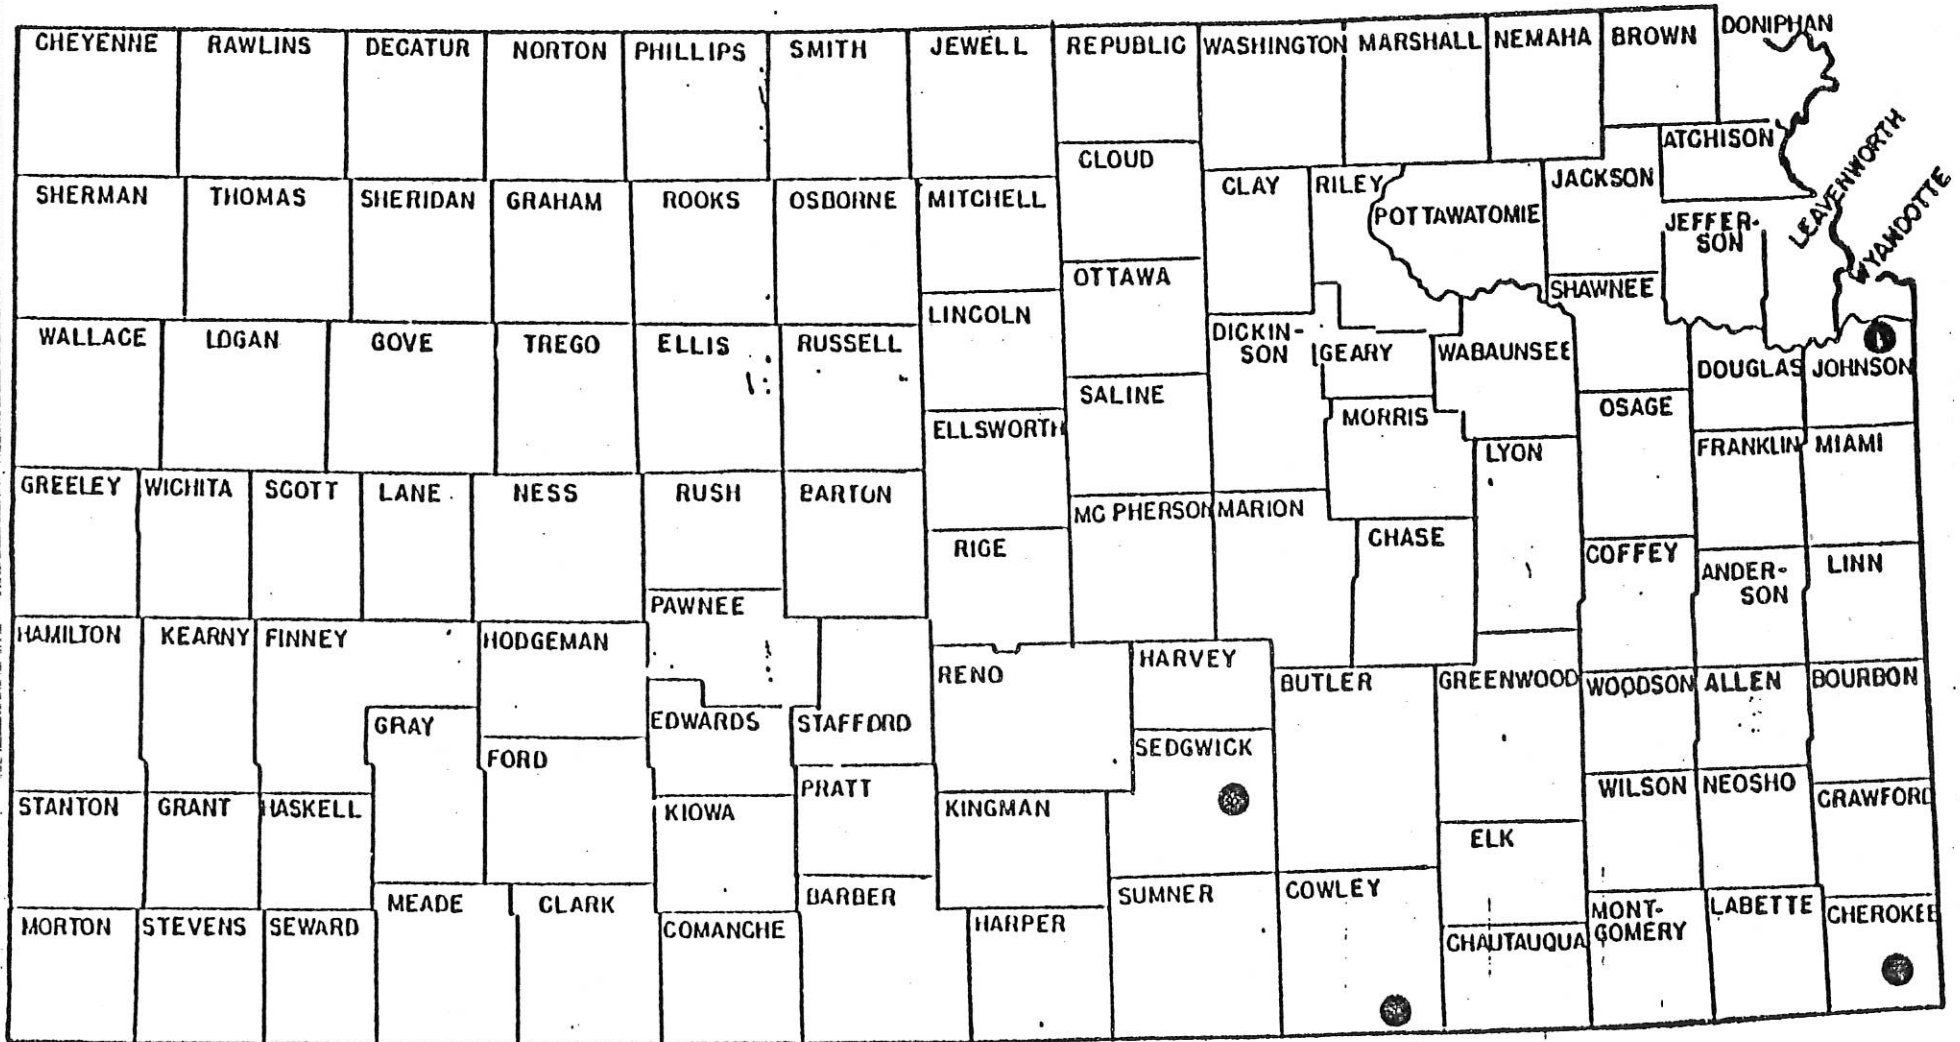 CHEYENNE
RAWLINS
DECATUR
NORTON
PHILLIPS
SMITH
JEWELL
REPUBLIC
WASHINGTON
MARSHALL
NEMAHA
BROWN
DONIPHAN
ATCHISON
CLOUD
LEAVENWORTH
WYANDOTTE
SHERMAN
THOMAS
SHERIDAN
GRAHAM
ROOKS
OSBORNE
MITCHELL
CLAY
RILEY
POTTAWATOMIE
JACKSON
JEFFER-
SON
OTTAWA
SHAWNEE
LINCOLN
WALLACE
LOGAN
GOVE
TREGO
ELLIS
RUSSELL
DICKIN-
SON
GEARY
WABAUNSEE
DOUGLAS
JOHNSON
SALINE
MORRIS
OSAGE
ELLSWORTH
LYON
FRANKLIN
MIAMI
GREELEY
WICHITA
SCOTT
LANE
NESS
RUSH
BARTON
MC PHERSON
MARION
CHASE
RICE
COFFEY
ANDER-
SON
LINN
PAWNEE
HAMILTON
KEARNY
FINNEY
HODGEMAN
RENO
HARVEY
BUTLER
GREENWOOD
WOODSON
ALLEN
BOURBON
GRAY
EDWARDS
STAFFORD
FORD
SEDGWICK
PRATT
WILSON
NEOSHO
CRAWFORD
STANTON
GRANT
HASKELL
KIOWA
KINGMAN
ELK
MEADE
CLARK
BARBER
SUMNER
COWLEY
MONT-
GOMERY
LABETTE
CHEROKEE
MORTON
STEVENS
SEWARD
COMANCHE
HARPER
CHAUTAUQUA